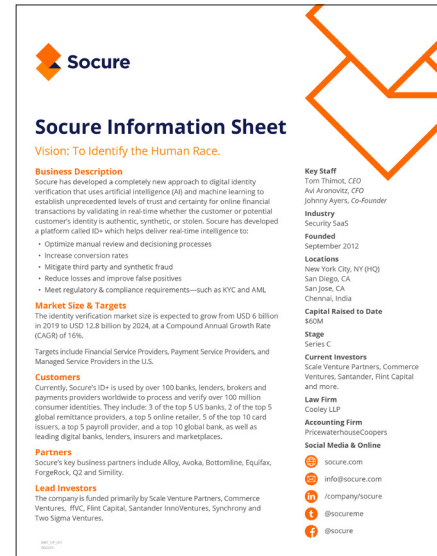 Socure
Socure Information Sheet
Vision: To Identify the Human Race.
Business Description
Socure has developed a completely new approach to digital identity
verification that uses artificial intelligence (AI) and machine learning to
establish unprecedented levels of trust and certainty for online financial
transactions by validating in real-time whether the customer or potential
customer's identity is authentic, synthetic, or stolen. Socure has developed
a platform called ID+ which helps deliver real-time intelligence to:
• Optimize manual review and decisioning processes
• Increase conversion rates
• Mitigate third party and synthetic fraud
• Reduce losses and improve false positives
• Meet regulatory & compliance requirements—such as KYC and AML
Market Size & Targets
The identity verification market size is expected to grow from USD 6 billion
in 2019 to USD 12.8 billion by 2024, at a Compound Annual Growth Rate
(CAGR) of 16%.
Targets include Financial Service Providers, Payment Service Providers, and
Managed Service Providers in the U.S.
Customers
Currently, Socure's ID+ is used by over 100 banks, lenders, brokers and
payments providers worldwide to process and verify over 100 million
consumer identities. They include: 3 of the top 5 US banks, 2 of the top 5
global remittance providers, a top 5 online retailer, 5 of the top 10 card
issuers, a top 5 payroll provider, and a top 10 global bank, as well as
leading digital banks, lenders, insurers and marketplaces.
Partners
Socure's key business partners include Alloy, Avoka, Bottomline, Equifax,
ForgeRock, Q2 and Simility.
Lead Investors
The company is funded primarily by Scale Venture Partners, Commerce
Ventures, ffVC, Flint Capital, Santander InnoVentures, Synchrony and
Two Sigma Ventures.
Key Staff
Tom Thimot, CEO
Avi Aronovitz, CFO
Johnny Ayers, Co-Founder
Industry
Security SaaS
Founded
September 2012
Locations
New York City, NY (HQ)
San Diego, CA
San Jose, CA
Chennai, India
Capital Raised to Date
$60M
Stage
Series C
Current Investors
Scale Venture Partners, Commerce
Ventures, Santander, Flint Capital
and more.
Law Firm
Cooley LLP
Accounting Firm
PricewaterhouseCoopers
Social Media & Online
socure.com
info@socure.com
/company/socure
@socureme
@socure